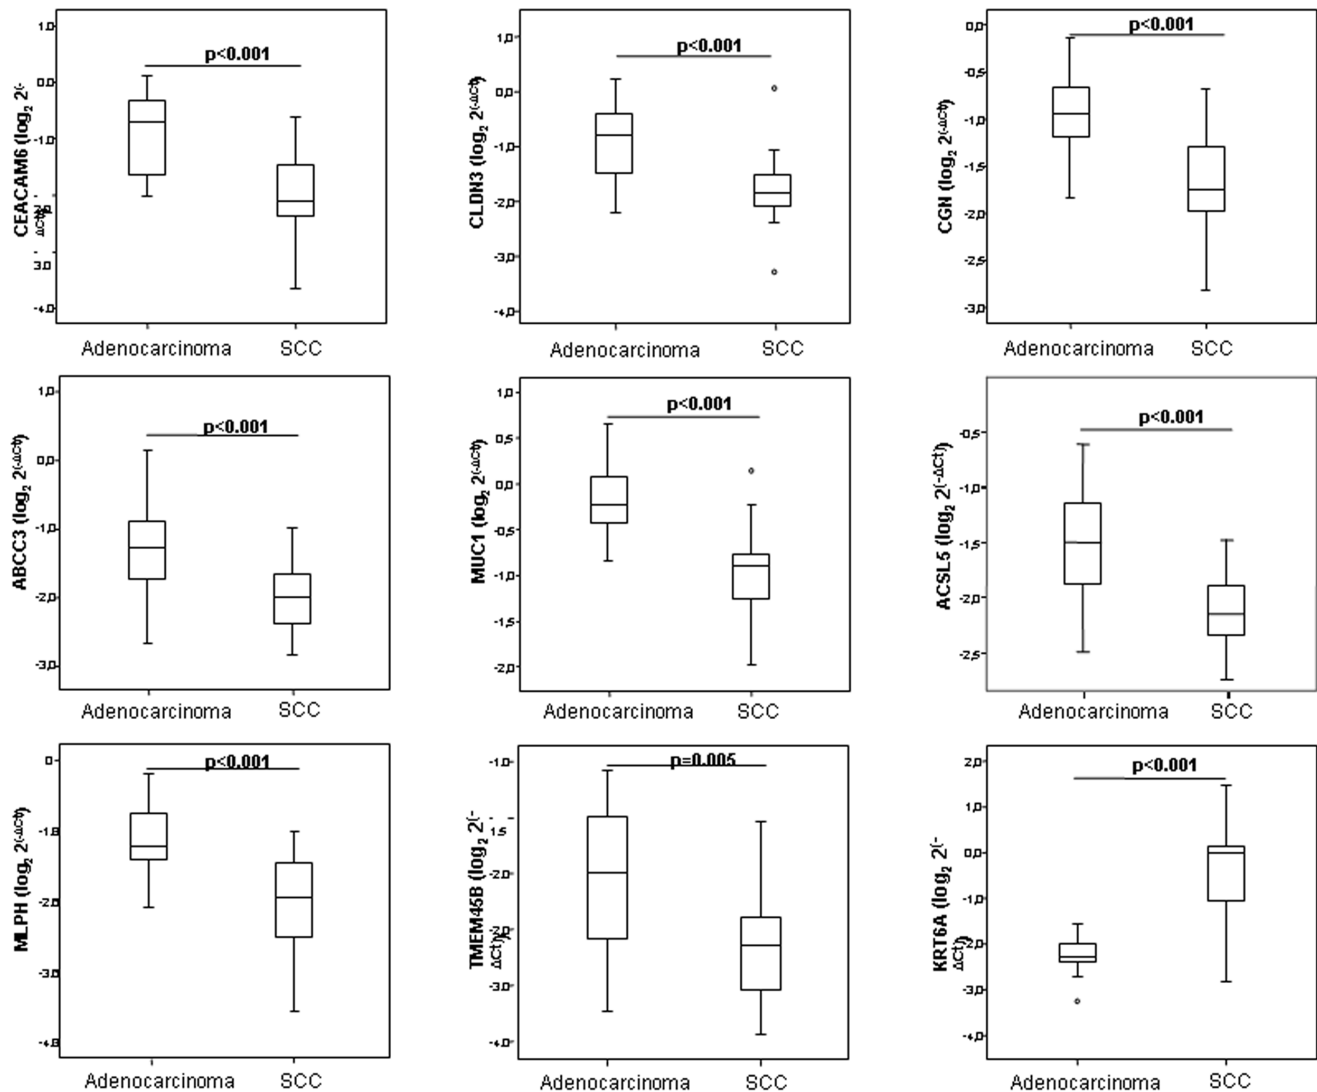 1,0
0,0
-1,0
-2,0
-
3,0
-4,0
CEACAM6 (log₂ 2⁽⁻
ΔCt)
p<0.001
Adenocarcinoma SCC
1,0
0,0
-1,0
-2,0
-3,0
-4,0
CLDN3 (log₂ 2⁽⁻ΔCt⁾)
p<0.001
Adenocarcinoma SCC
0,0
-0,5
-1,0
-1,5
-2,0
-2,5
-3,0
CGN (log₂ 2⁽⁻ΔCt⁾)
p<0.001
Adenocarcinoma SCC
1,0
0,0
-1,0
-2,0
-3,0
ABCC3 (log₂ 2⁽⁻ΔCt⁾)
p<0.001
Adenocarcinoma SCC
1,0
0,5
0,0
-0,5
-1,0
-1,5
-2,0
MUC1 (log₂ 2⁽⁻ΔCt⁾)
p<0.001
Adenocarcinoma SCC
-0,5
-1,0
-1,5
-2,0
-2,5
ACSL5 (log₂ 2⁽⁻ΔCt⁾)
p<0.001
Adenocarcinoma SCC
0
-2,0
-3,0
-4,0
MLPH (log₂ 2⁽⁻ΔCt⁾)
p<0.001
Adenocarcinoma SCC
-1,0
1,5
-2,0
-3,0
-4,0
TMEM45B (log₂ 2⁽⁻
ΔCt)
p=0.005
Adenocarcinoma SCC
2,0
1,0
0,0
-1,0
-2,0
-3,0
-4,0
KRT6A (log₂ 2⁽⁻
ΔCt⁾)
p<0.001
Adenocarcinoma SCC